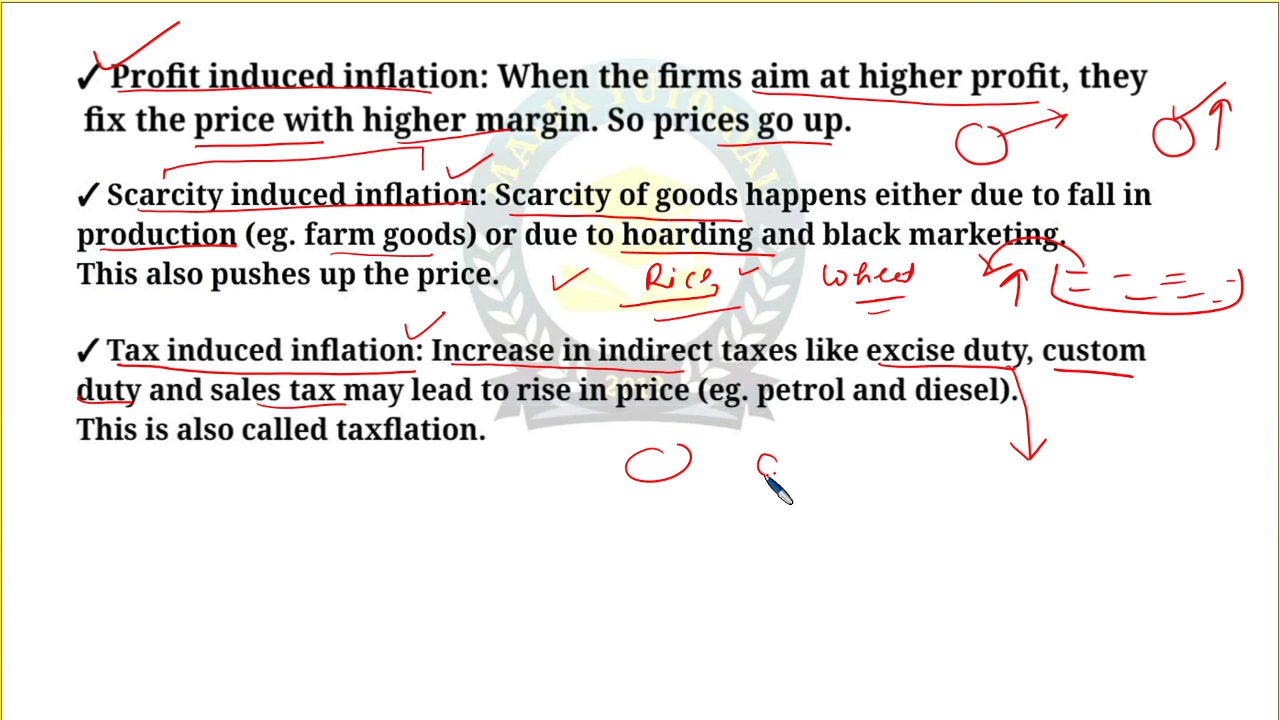 ✓ Profit induced inflation: When the firms aim at higher profit, they
fix the price with higher margin. So prices go up.
✓ Scarcity induced inflation: Scarcity of goods happens either due to fall in
production (eg. farm goods) or due to hoarding and black marketing.
This also pushes up the price.
Rice wheat
✓ Tax induced inflation: Increase in indirect taxes like excise duty, custom
duty and sales tax may lead to rise in price (eg. petrol and diesel).
This is also called taxflation.